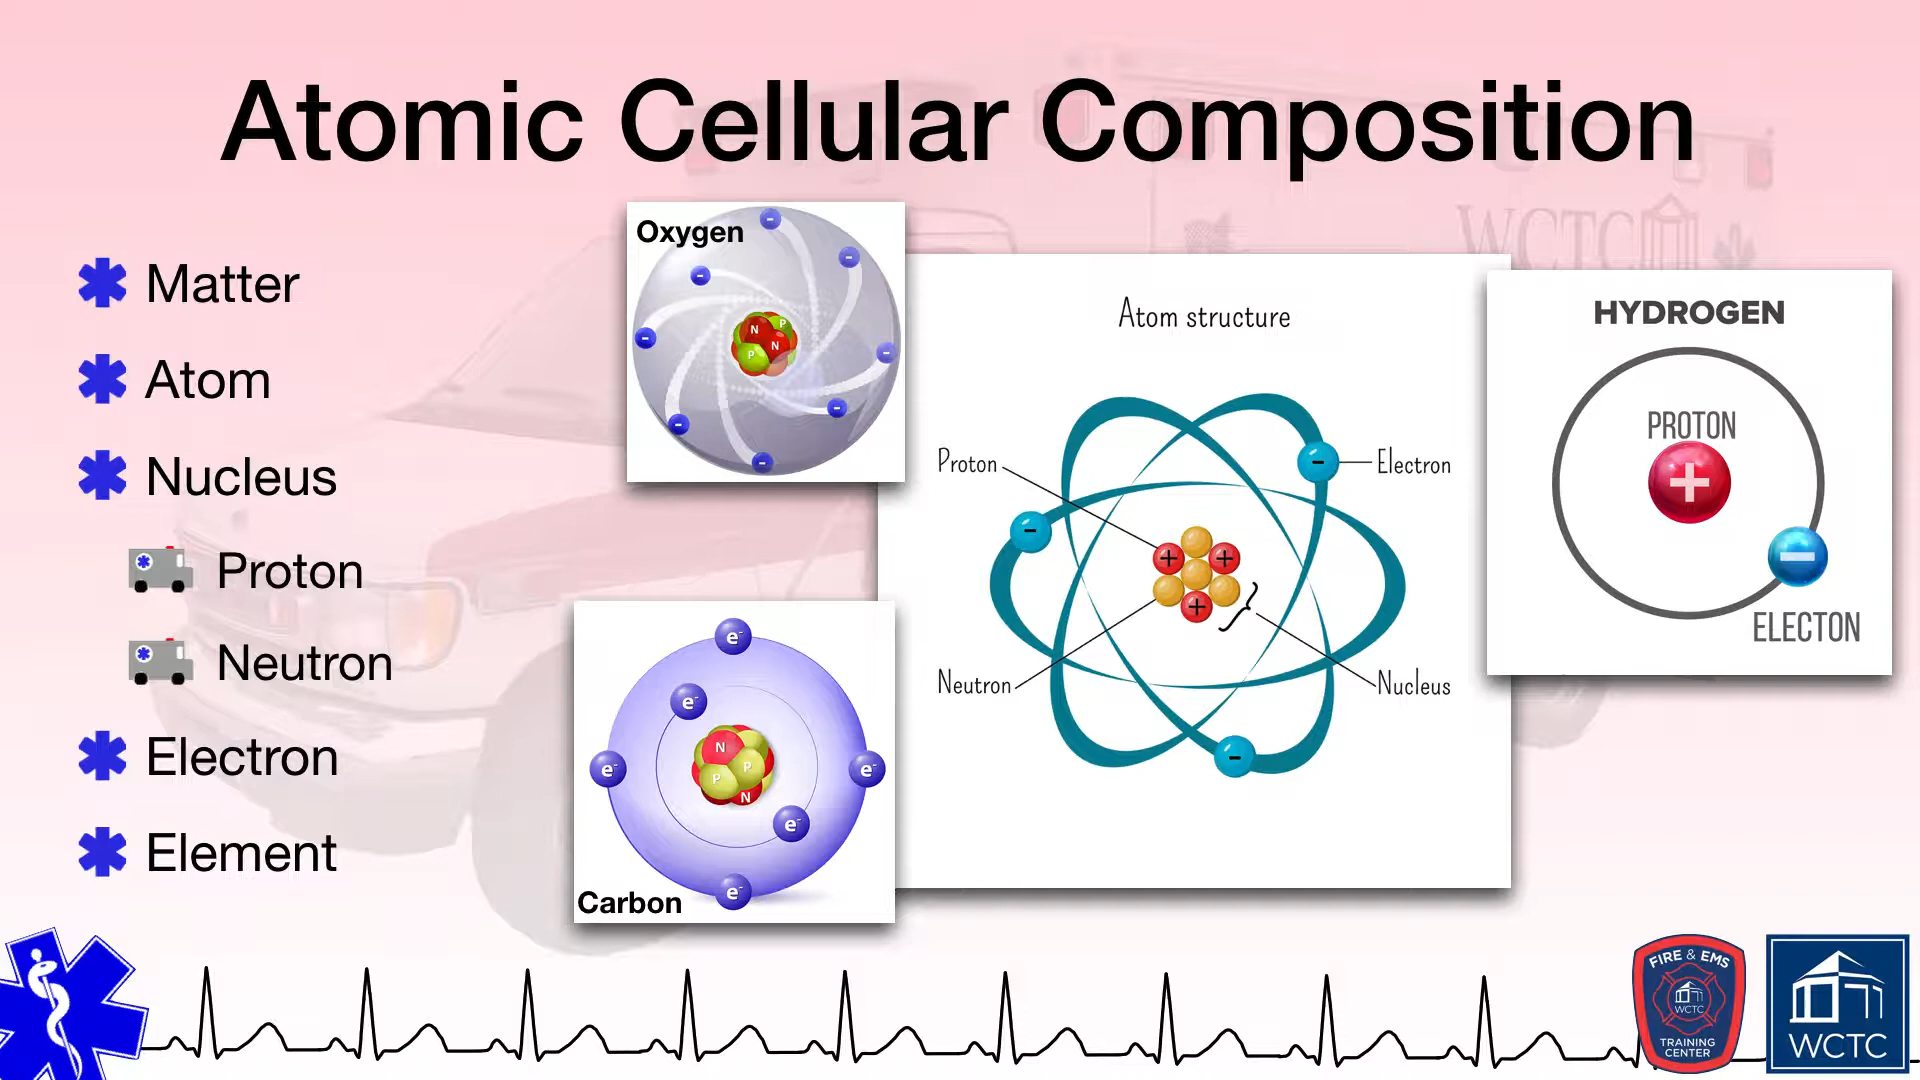 Atomic Cellular Composition
Matter
Atom
Nucleus
Proton
Neutron
Electron
Element
Oxygen
-
-
-
-
-
-
-
-
N
P
N
P
Carbon
e-
e-
e-
e-
e-
e-
N
P
P
N
Atom structure
Proton
Electron
Neutron
Nucleus
-
-
-
+
+
+
HYDROGEN
PROTON
+
-
ELECTON
WCTC
FIRE & EMS
WCTC
TRAINING
CENTER
WCTC